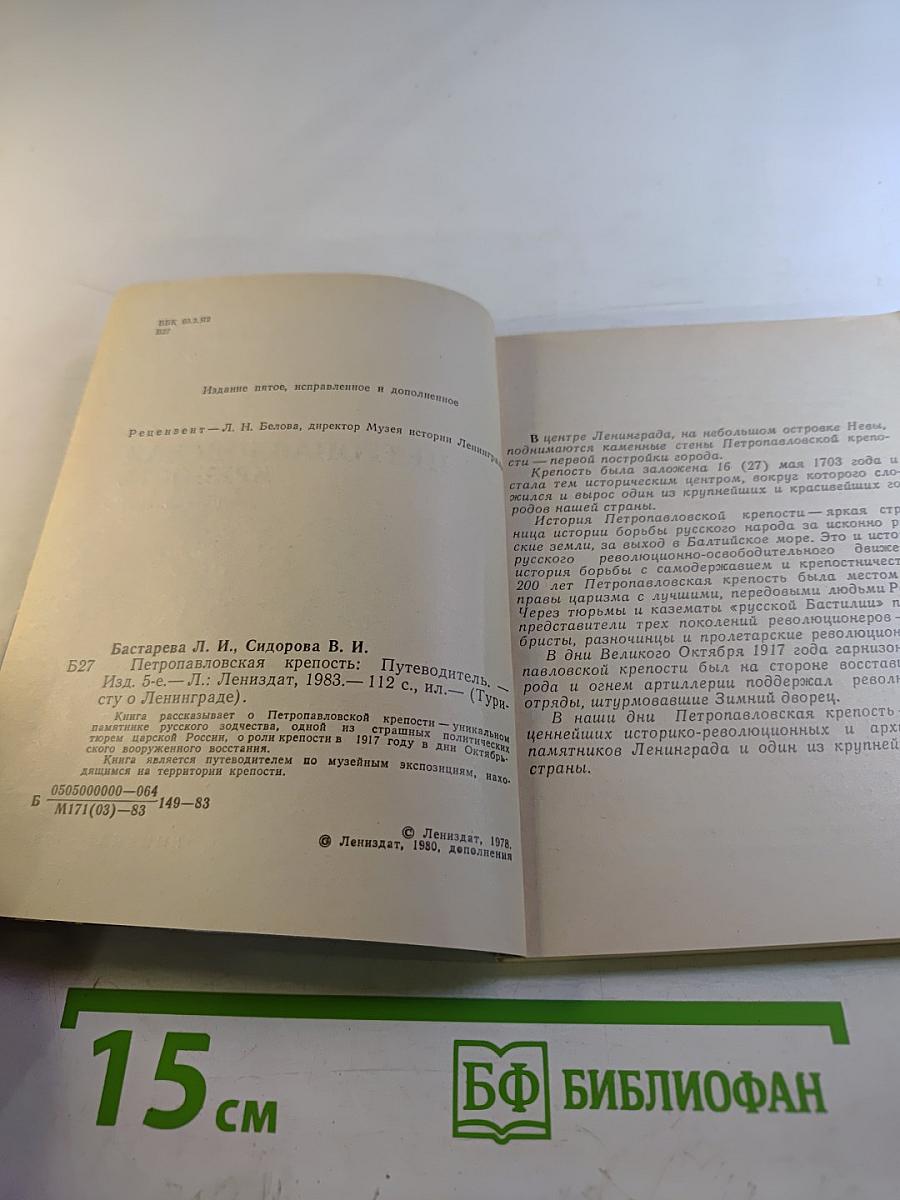 ББК 63.3.912
Б27
Издание пятое, исправленное и дополненное
Рецензент — Л. Н. Белова, директор Музея истории Ленинграда
Бастарева Л. И., Сидорова В. И.
Б27 Петропавловская крепость: Путеводитель. —
Изд. 5-е.— Л.: Лениздат, 1983.— 112 с., ил.— (Тури-
сту о Ленинграде).
Книга рассказывает о Петропавловской крепости — уникальном
памятнике русского зодчества, одной из страшных политических
тюрем царской России, о роли крепости в 1917 году в дни Октябрь-
ского вооруженного восстания.
Книга является путеводителем по музейным экспозициям, нахо-
дящимся на территории крепости.
Б 0505000000—064
М171(03)—83 149—83
© Лениздат, 1978.
© Лениздат, 1980, дополнения
В центре Ленинграда, на небольшом островке Невы,
поднимаются каменные стены Петропавловской крепо-
сти — первой постройки города.
Крепость была заложена 16 (27) мая 1703 года и
стала тем историческим центром, вокруг которого сло-
жился и вырос один из крупнейших и красивейших го
родов нашей страны.
История Петропавловской крепости — яркая стр
ница истории борьбы русского народа за исконно р
ские земли, за выход в Балтийское море. Это и исто
русского революционно-освободительного движе
история борьбы с самодержавием и крепостничест
200 лет Петропавловская крепость была местом
правы царизма с лучшими, передовыми людьми Р
Через тюрьмы и казематы «русской Бастилии» п
представители трех поколений революционеров —
бристы, разночинцы и пролетарские революцион
В дни Великого Октября 1917 года гарнизон
павловской крепости был на стороне восставш
рода и огнем артиллерии поддержал револю
отряды, штурмовавшие Зимний дворец.
В наши дни Петропавловская крепость —
ценнейших историко-революционных и архи
памятников Ленинграда и один из крупней
страны.
15 см
БФ БИБЛИОФАН